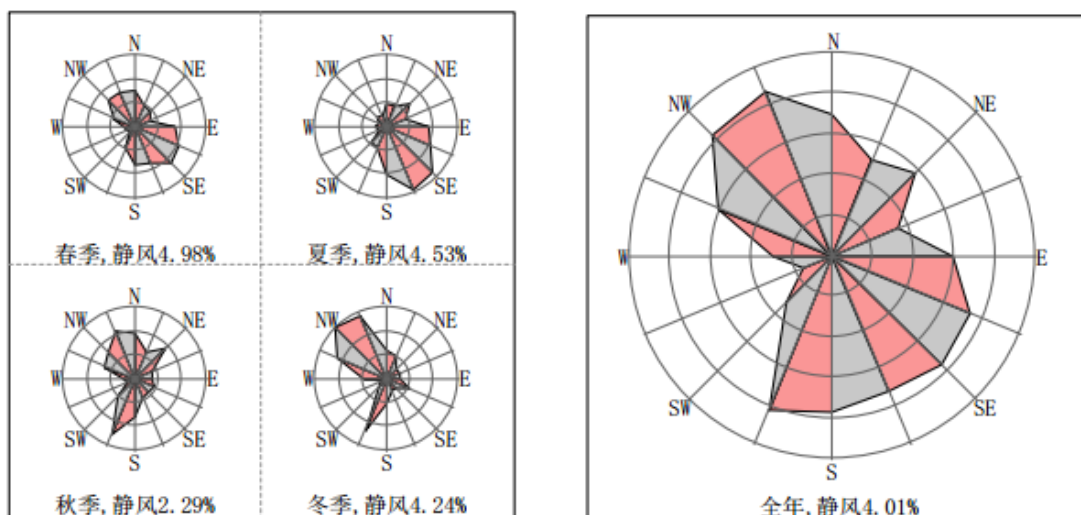 N
NW NE
W E
SW SE
S
春季,静风4.98%
N
NW NE
W E
SW SE
S
夏季,静风4.53%
N
NW NE
W E
SW SE
S
秋季,静风2.29%
N
NW NE
W E
SW SE
S
冬季,静风4.24%
N
NW NE
W E
SW SE
S
全年,静风4.01%